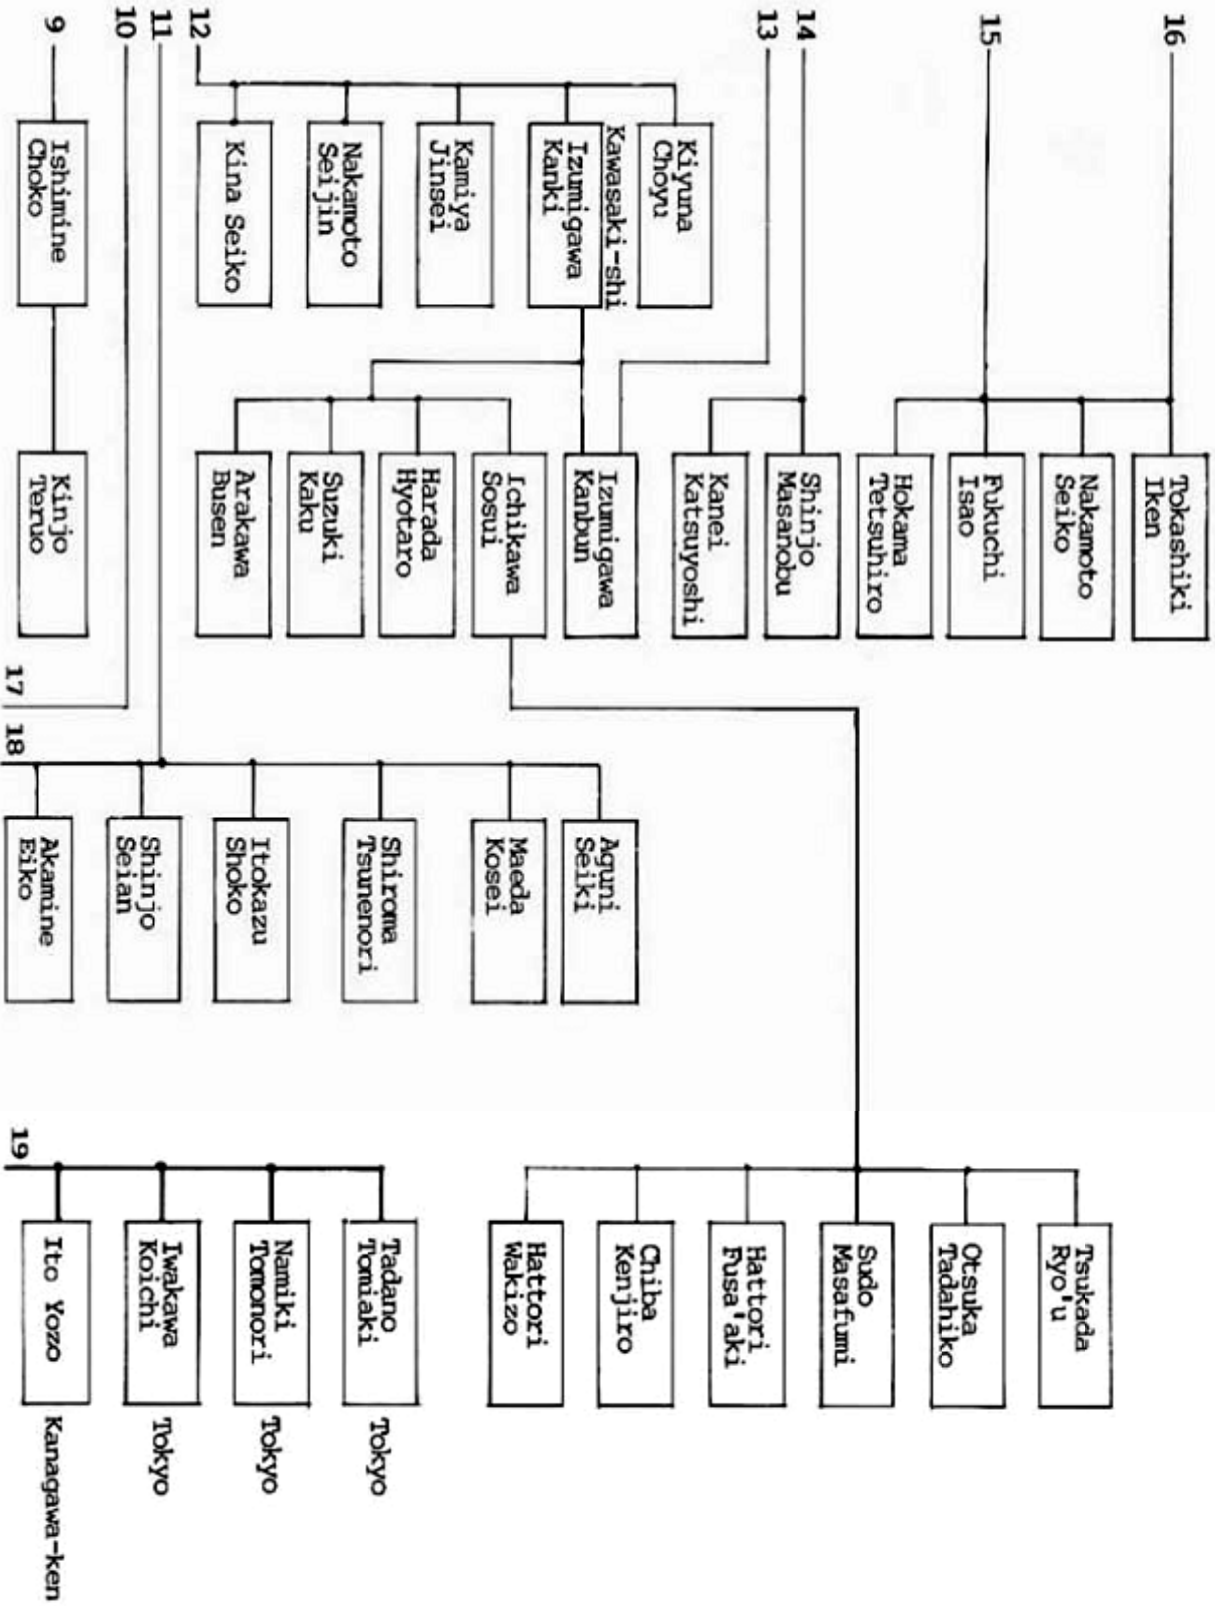 9
10
11
12
13
14
15
16
Ishimine
Choko
Kina Seiko
Nakamoto
Seijin
Kamiya
Jinsei
Izumigawa
Kanki
Kawasaki-shi
Kiyuna
Choyu
Kinjo
Teruo
Arakawa
Busen
Suzuki
Kaku
Harada
Hyotaro
Ichikawa
Sosui
Izumigawa
Kanbun
Kanei
Katsuyoshi
Shinjo
Masanobu
Hokama
Tetsuhiro
Fukuchi
Isao
Nakamoto
Seiko
Tokashiki
Iken
17
18
Akamine
Eiko
Shinjo
Seian
Itokazu
Shoko
Shiroma
Tsunenori
Maeda
Kosei
Aguni
Seiki
19
Ito Yozo
Kanagawa-ken
Iwakawa
Koichi
Tokyo
Namiki
Tomonori
Tokyo
Tadano
Tomiaki
Tokyo
Hattori
Wakizo
Chiba
Kenjiro
Hattori
Fusa'aki
Sudo
Masafumi
Otsuka
Tadahiko
Tsukada
Ryo'u